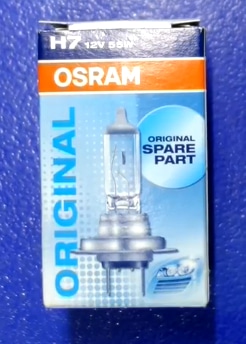 H7 12V 55W
OSRAM
ORIGINAL
SPARE
PART
ORIGINAL